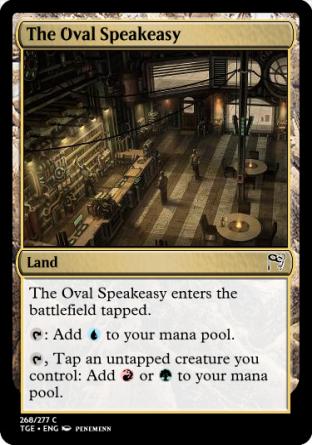 The Oval Speakeasy
Land
The Oval Speakeasy enters the
battlefield tapped.
: Add to your mana pool.
, Tap an untapped creature you
control: Add or to your mana
pool.
268/277 C
TGE • ENG PENEMENN